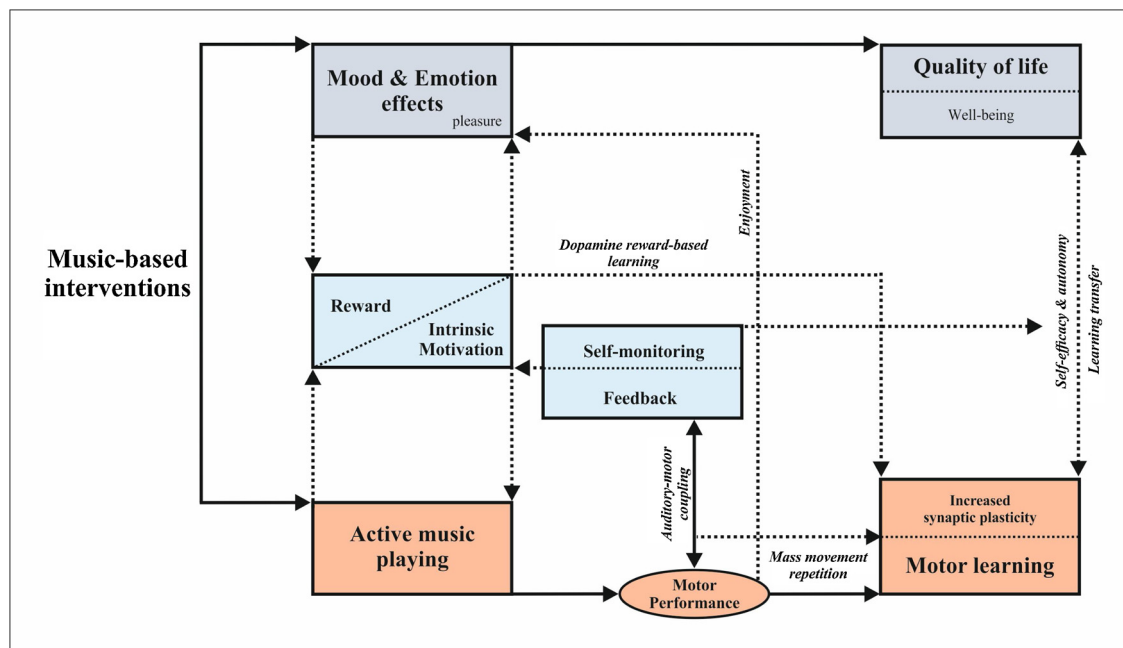 Mood & Emotion
effects
pleasure
Quality of life
Well-being
Music-based
interventions
Enjoyment
Dopamine reward-based
learning
Reward
Intrinsic
Motivation
Self-monitoring
Feedback
Self-efficacy & autonomy
Learning transfer
Auditory-motor
coupling
Active music
playing
Motor
Performance
Mass movement
repetition
Increased
synaptic plasticity
Motor learning